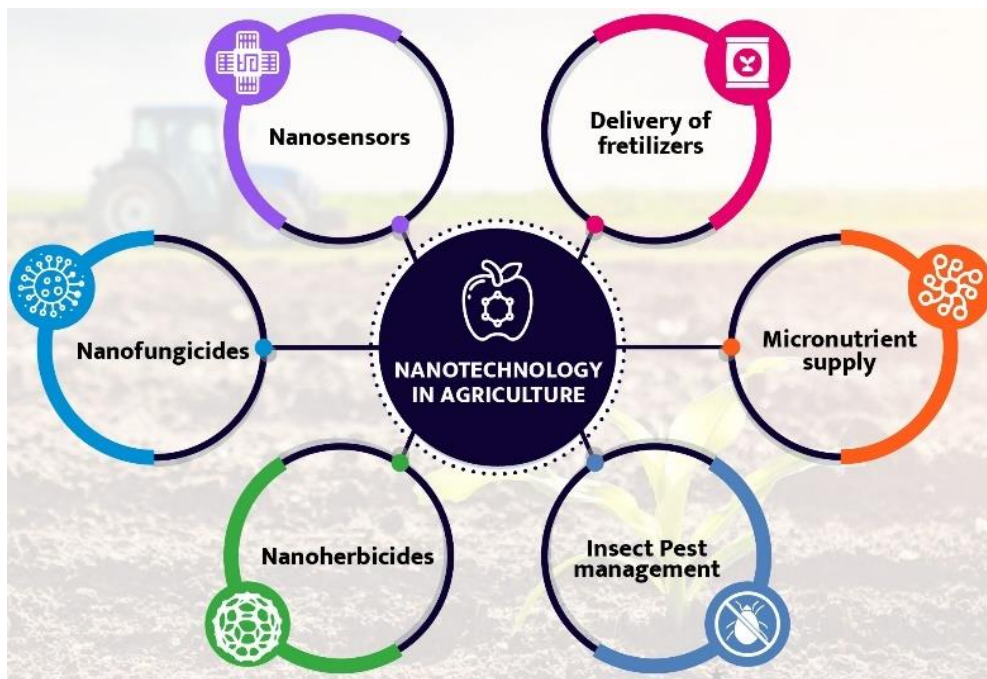 Nanosensors
Delivery of
fretilizers
Nanofungicides
NANOTECHNOLOGY
IN AGRICULTURE
Micronutrient
supply
Nanoherbicides
Insect Pest
management